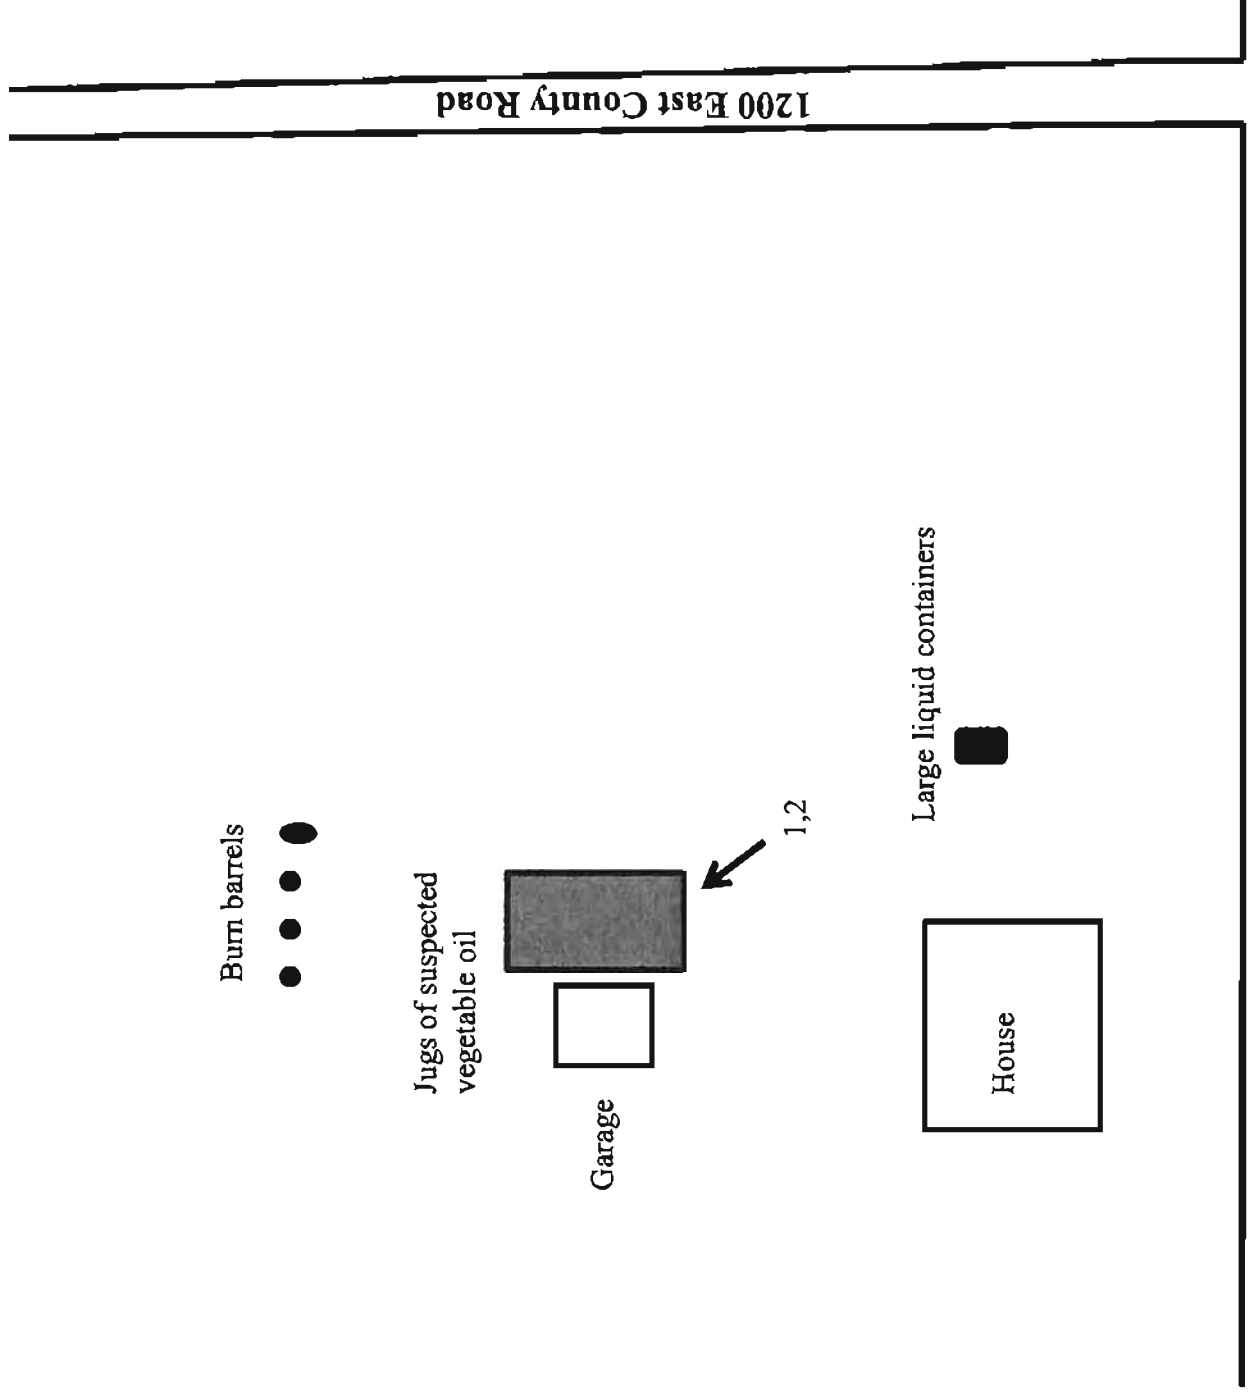 1200 East County Road
Burn barrels
Jugs of suspected
vegetable oil
Garage
1,2
Large liquid containers
House